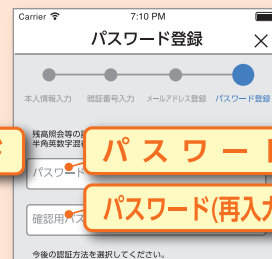 Carrier 7:10 PM
パスワード登録 ×
本人情報入力 暗証番号入力 メールアドレス登録 パスワード登録
残高照会等の
半角英数字混
ド
パスワード
パスワード
パスワード(再入力
確認用パス
今後の認証方法を選択してください。